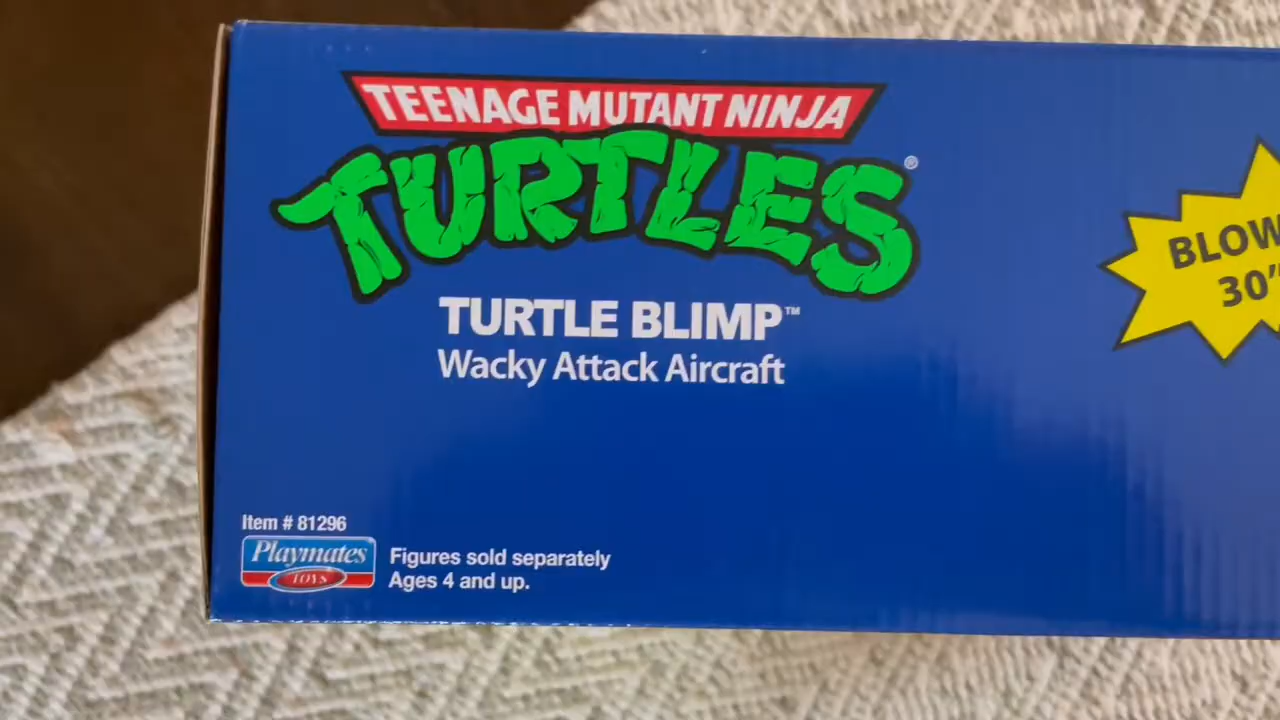 TEENAGE MUTANT NINJA
TURTLES®
TURTLE BLIMP™
Wacky Attack Aircraft
BLOW
30"
Item # 81296
Playmates
TOYS
Figures sold separately
Ages 4 and up.